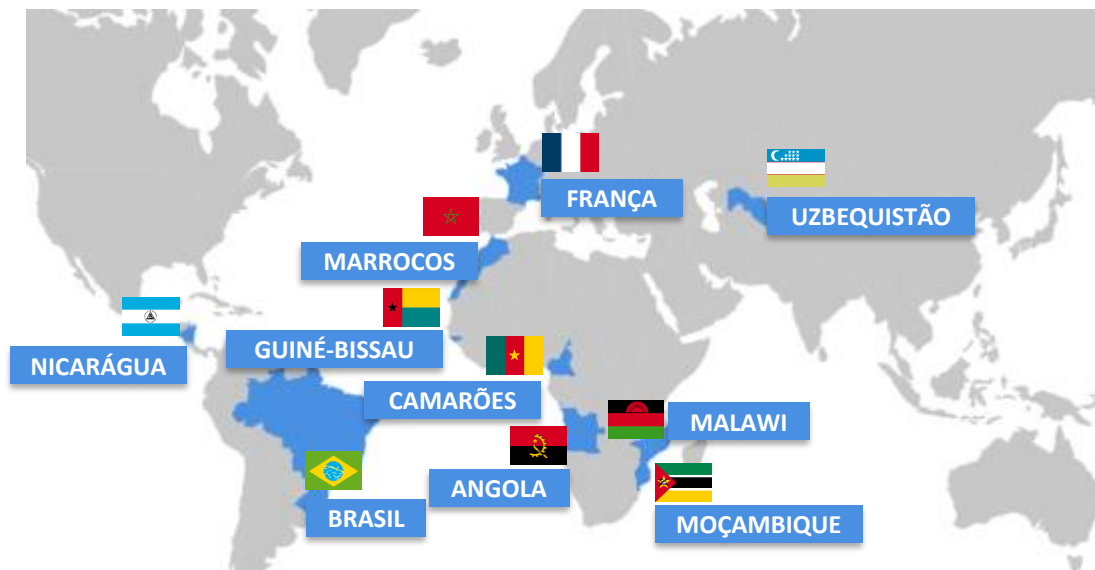 FRANÇA
UZBEQUISTÃO
MARROCOS
GUINÉ-BISSAU
NICARÁGUA
CAMARÕES
MALAWI
ANGOLA
BRASIL
MOÇAMBIQUE